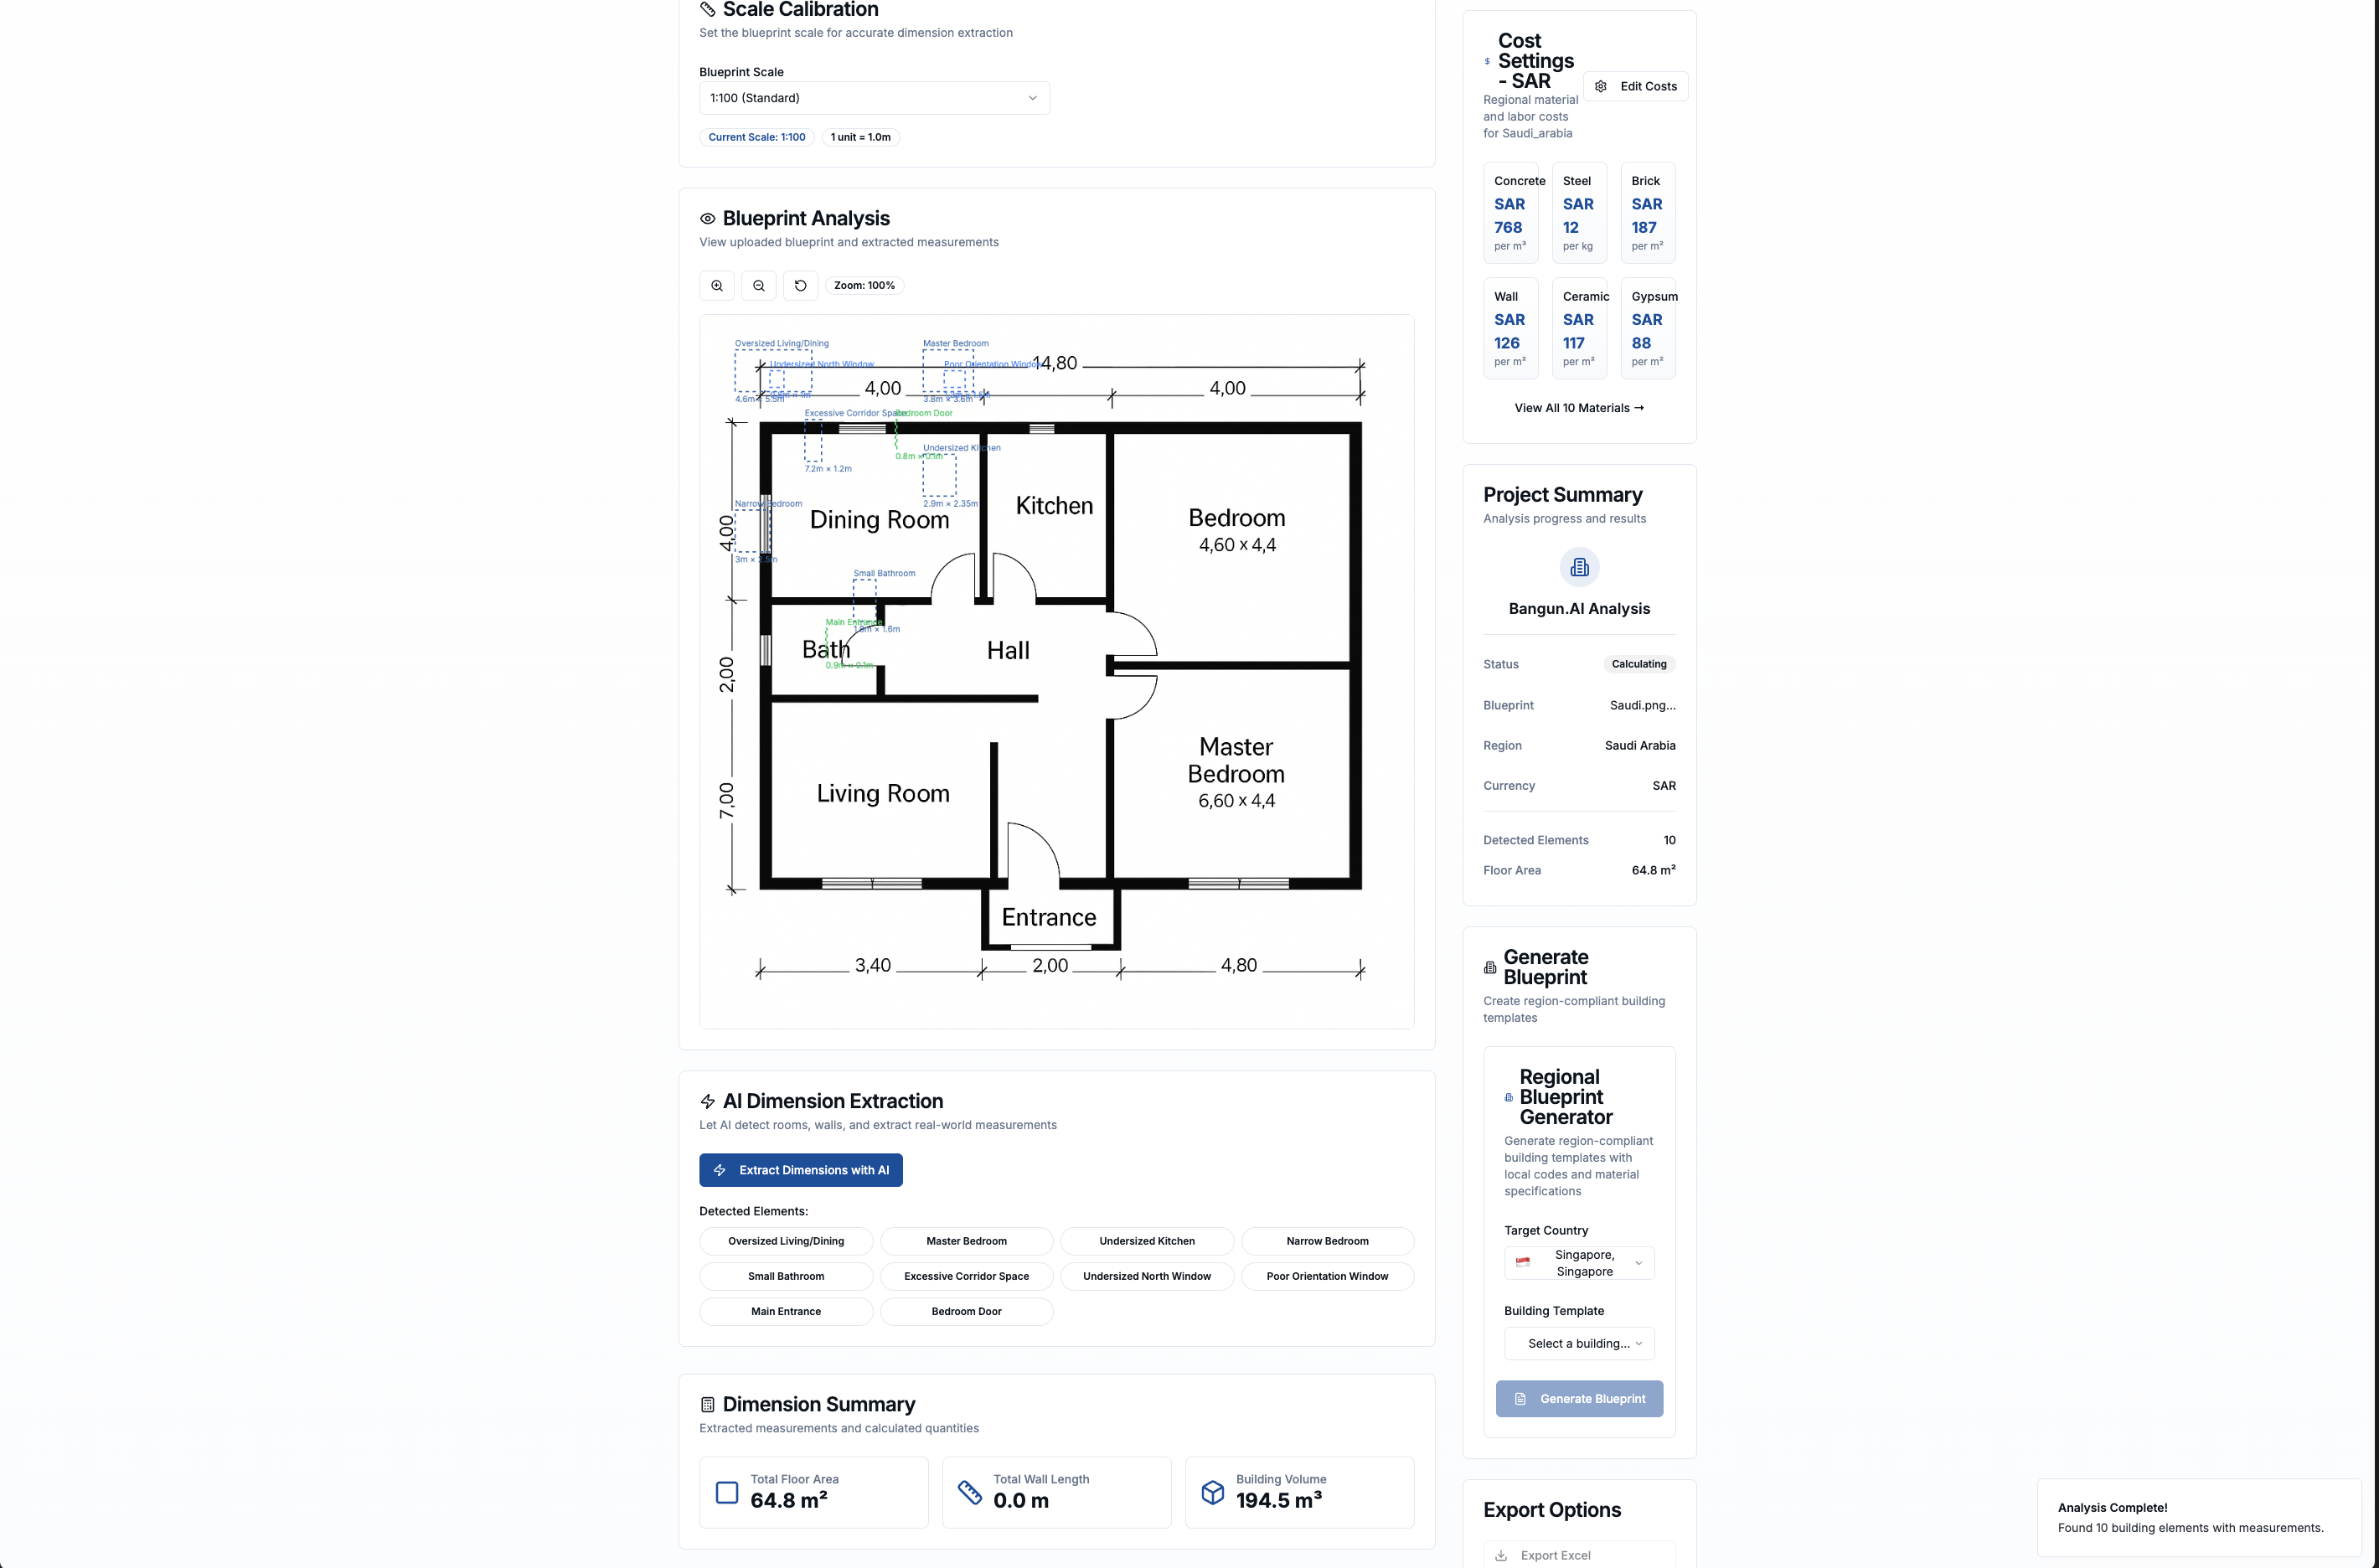 Scale Calibration
Set the blueprint scale for accurate dimension extraction
Blueprint Scale
1:100 (Standard)
Current Scale: 1:100
1 unit = 1.0m
Blueprint Analysis
View uploaded blueprint and extracted measurements
Zoom: 100%
Oversized Living/Dining
Master Bedroom
Undersized North Window
Poor Orientation Window
14,80
4,00
4,00
4.6m × 5.5m
3.8m × 3.6m
Excessive Corridor Space
Bedroom Door
0.8m × 0.1m
7.2m × 1.2m
Undersized Kitchen
2.9m × 2.35m
Narrow Bedroom
4,00
Dining Room
Kitchen
Bedroom
4,60 x 4,4
Small Bathroom
Main Entrance
1.8m × 1.6m
Bath
0.9m × 0.1m
Hall
2,00
Master
Bedroom
6,60 x 4,4
Living Room
7,00
Entrance
3,40
2,00
4,80
AI Dimension Extraction
Let AI detect rooms, walls, and extract real-world measurements
Extract Dimensions with AI
Detected Elements:
Oversized Living/Dining
Master Bedroom
Undersized Kitchen
Narrow Bedroom
Small Bathroom
Excessive Corridor Space
Undersized North Window
Poor Orientation Window
Main Entrance
Bedroom Door
Dimension Summary
Extracted measurements and calculated quantities
Total Floor Area
64.8 m²
Total Wall Length
0.0 m
Building Volume
194.5 m³
Cost
Settings
- SAR
Regional material
and labor costs
for Saudi_arabia
Edit Costs
Concrete
SAR
768
per m³
Steel
SAR
12
per kg
Brick
SAR
187
per m²
Wall
SAR
126
per m²
Ceramic
SAR
117
per m²
Gypsum
SAR
88
per m²
View All 10 Materials →
Project Summary
Analysis progress and results
Bangun.AI Analysis
Status
Calculating
Blueprint
Saudi.png...
Region
Saudi Arabia
Currency
SAR
Detected Elements
10
Floor Area
64.8 m²
Generate
Blueprint
Create region-compliant building
templates
Regional
Blueprint
Generator
Generate region-compliant
building templates with
local codes and material
specifications
Target Country
Singapore,
Singapore
Building Template
Select a building...
Generate Blueprint
Export Options
Export Excel
Analysis Complete!
Found 10 building elements with measurements.